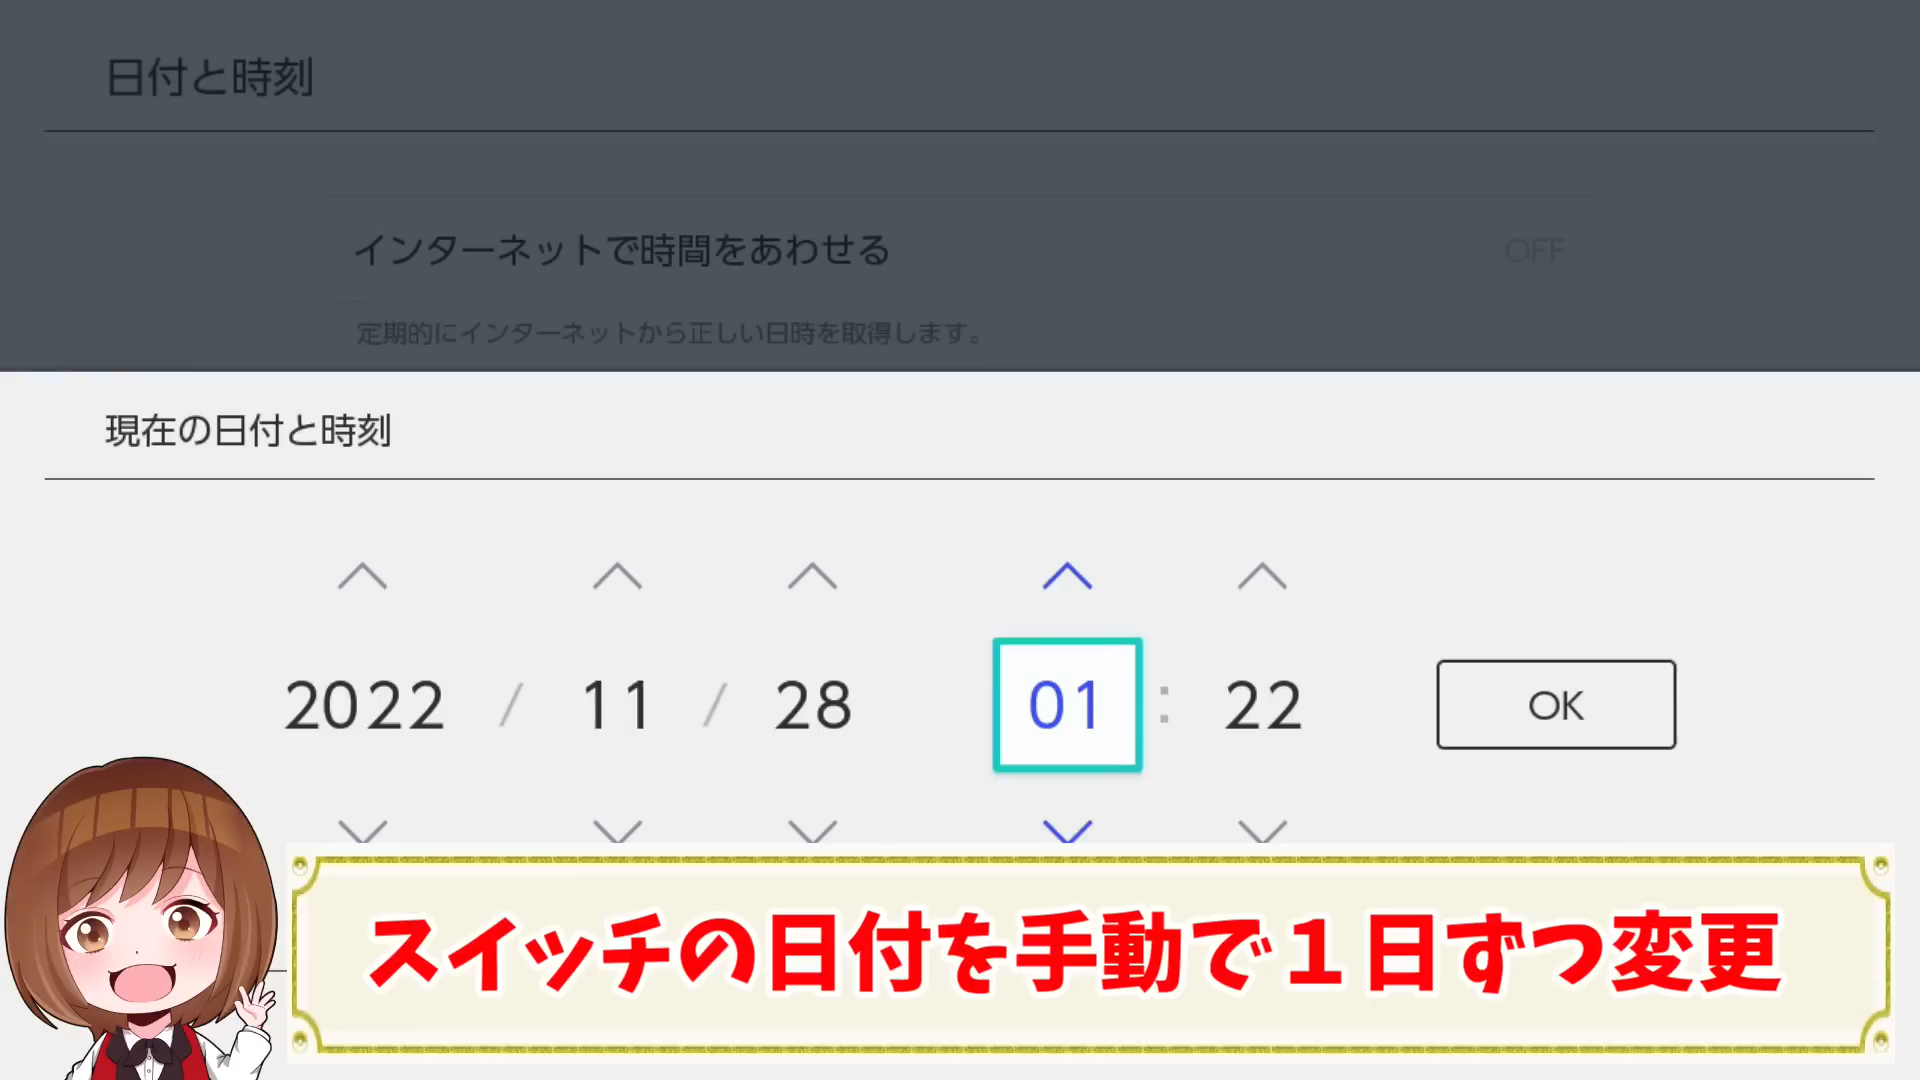 日付と時刻
インターネットで時間をあわせる OFF
定期的にインターネットから正しい日時を取得します。
現在の日付と時刻
2022 / 11 / 28 01 : 22 OK
スイッチの日付を手動で１日ずつ変更